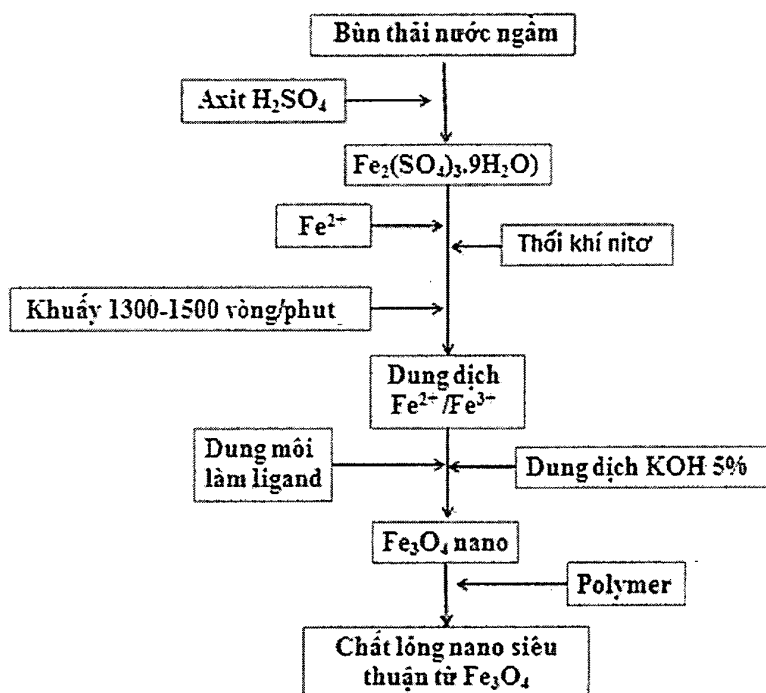 Bùn thải nước ngầm
Axit H₂SO₄
Fe₂(SO₄)₃.9H₂O)
Fe²⁺
Thổi khí nitơ
Khuấy 1300-1500 vòng/phut
Dung dịch
Fe²⁺/Fe³⁺
Dung môi
làm ligand
Dung dịch KOH 5%
Fe₃O₄ nano
Polymer
Chất lỏng nano siêu
thuận từ Fe₃O₄